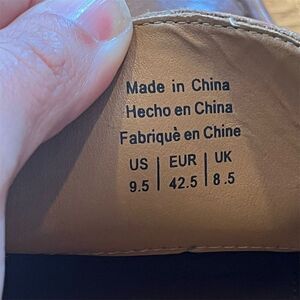 Made in China
Hecho en China
Fabriquè en Chine
US | EUR | UK
9.5 | 42.5 | 8.5